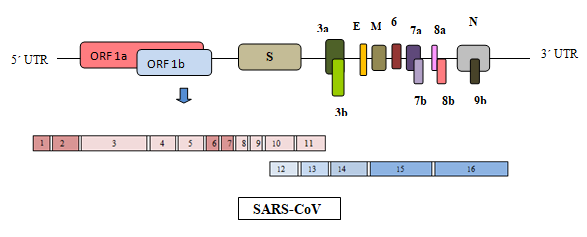 3a E M 6 7a 8a N
5´ UTR ORF 1a ORF 1b S 3´ UTR
3b 7b 8b 9b
1 2 3 4 5 6 7 8 9 10 11
12 13 14 15 16
SARS-CoV